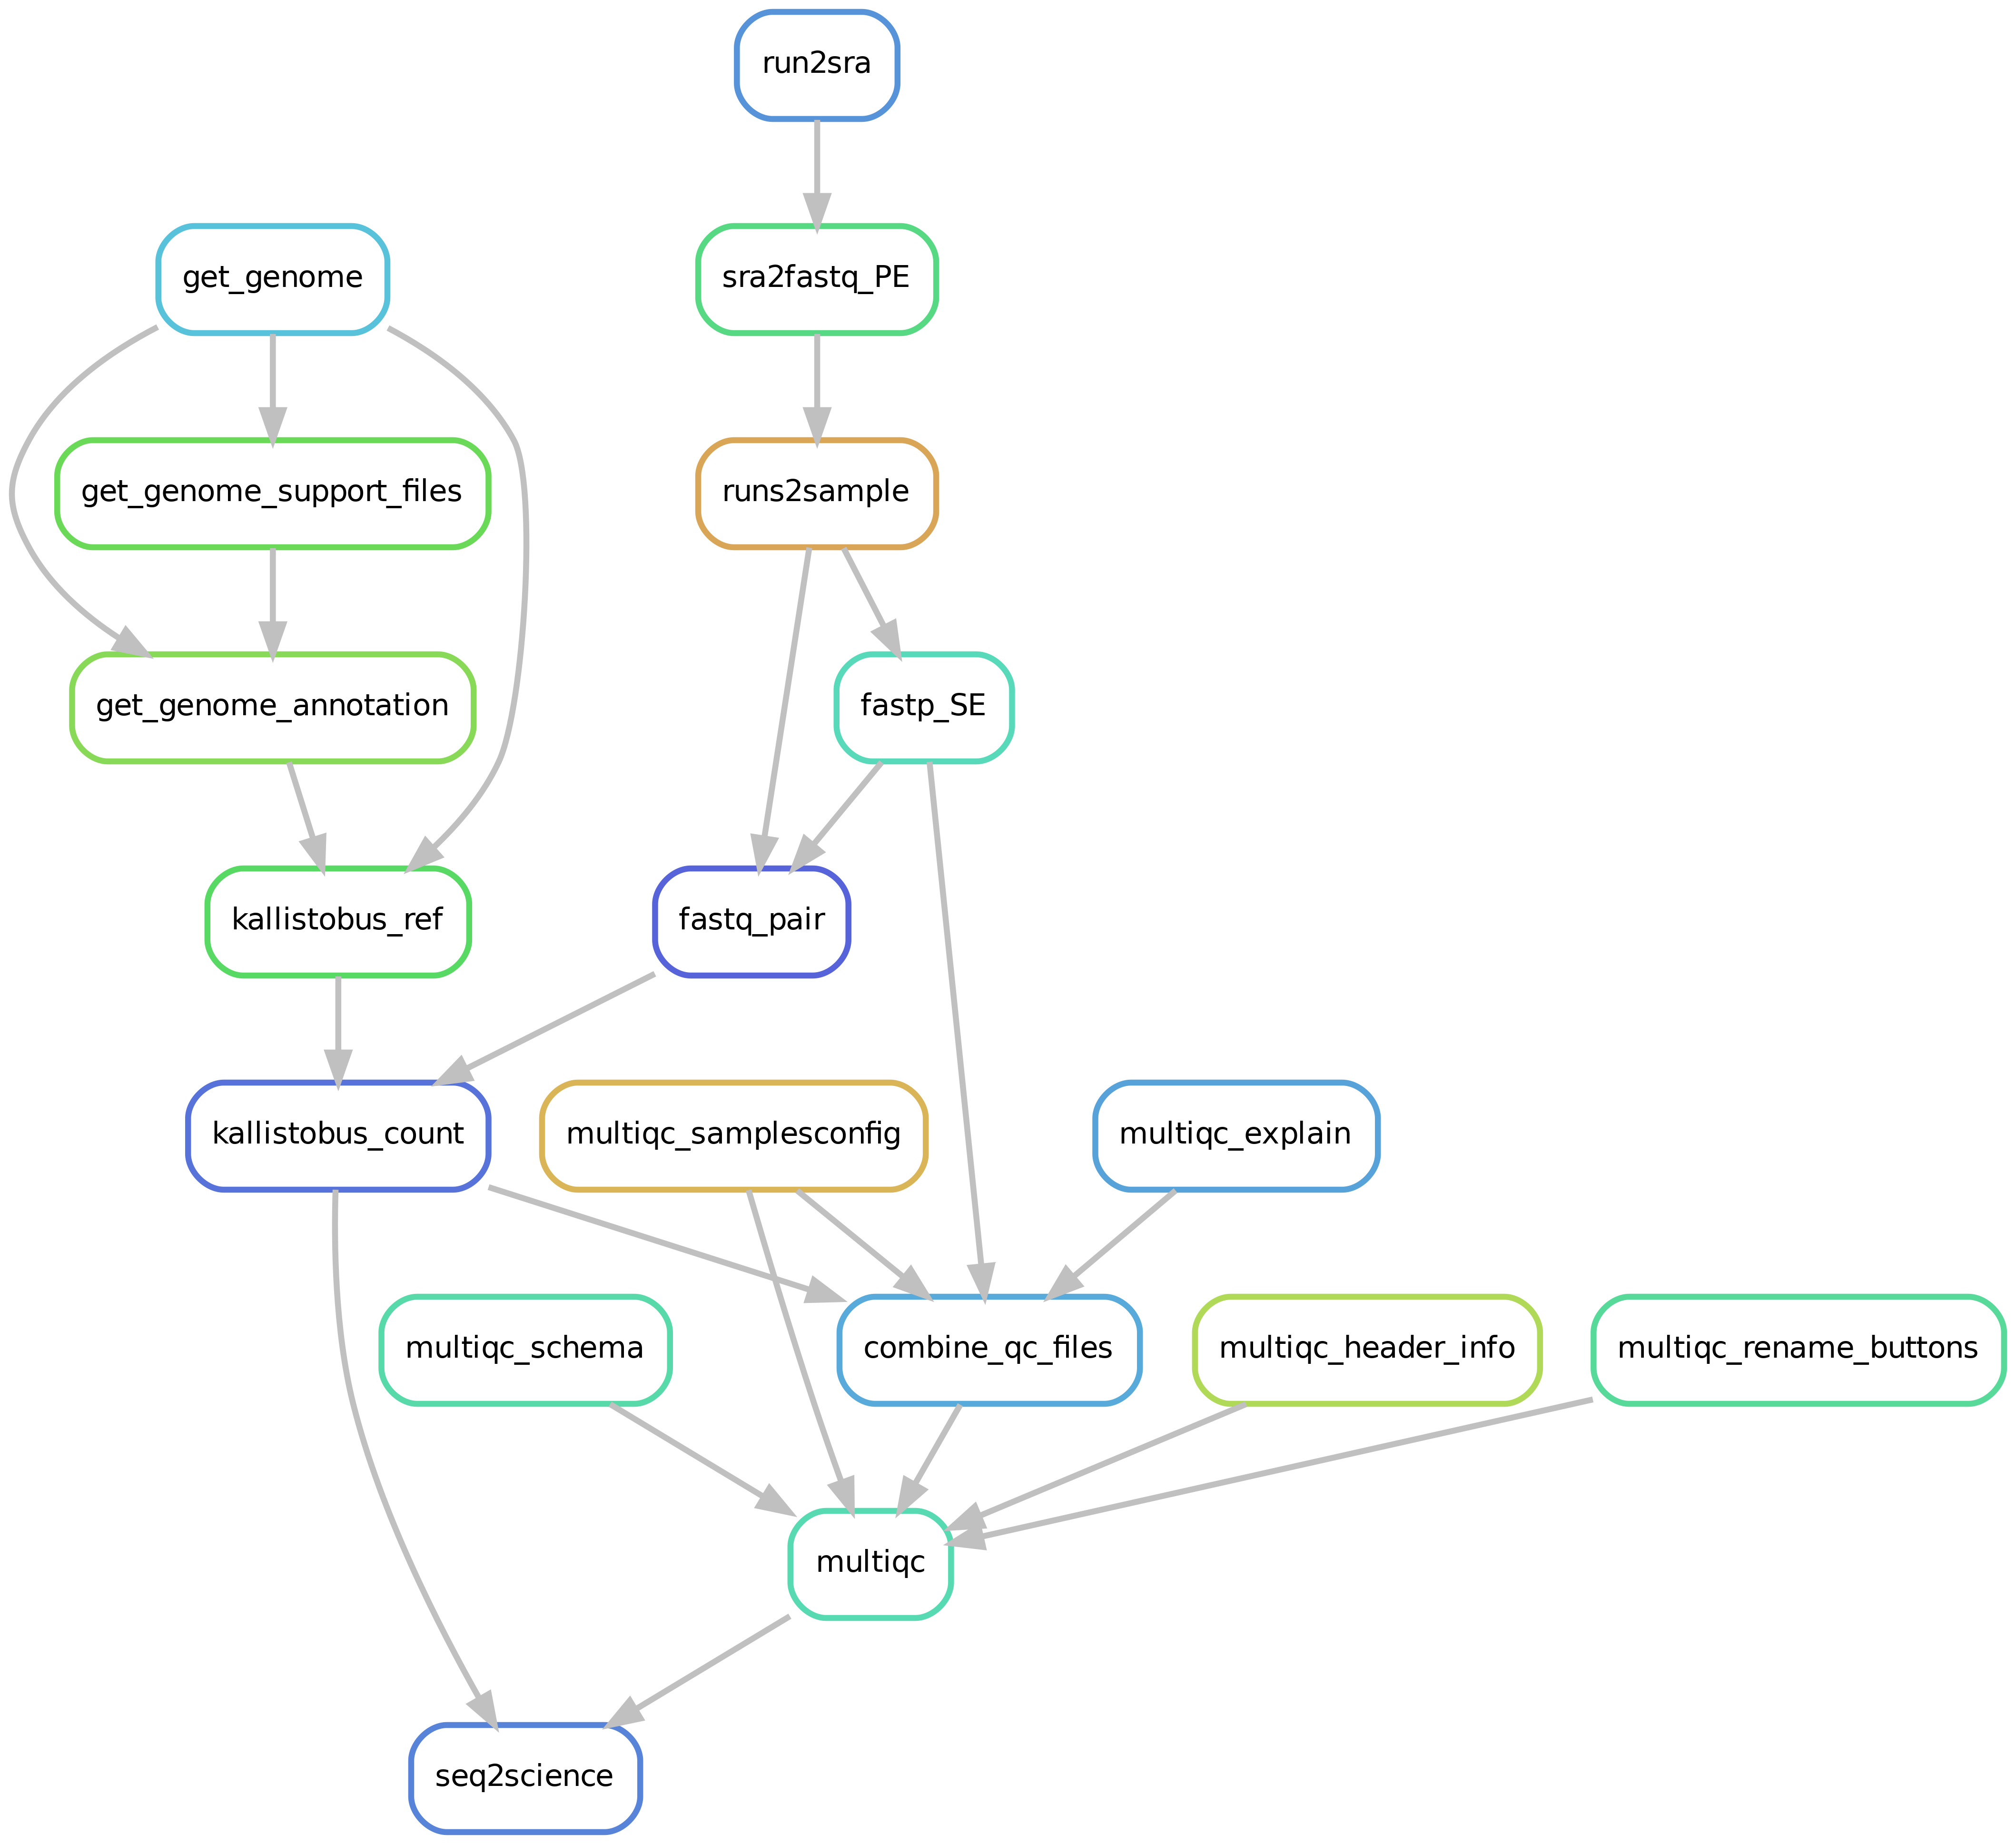 run2sra
get_genome
sra2fastq_PE
get_genome_support_files
runs2sample
get_genome_annotation
fastp_SE
kallistobus_ref
fastq_pair
kallistobus_count
multiqc_samplesconfig
multiqc_explain
multiqc_schema
combine_qc_files
multiqc_header_info
multiqc_rename_buttons
multiqc
seq2science